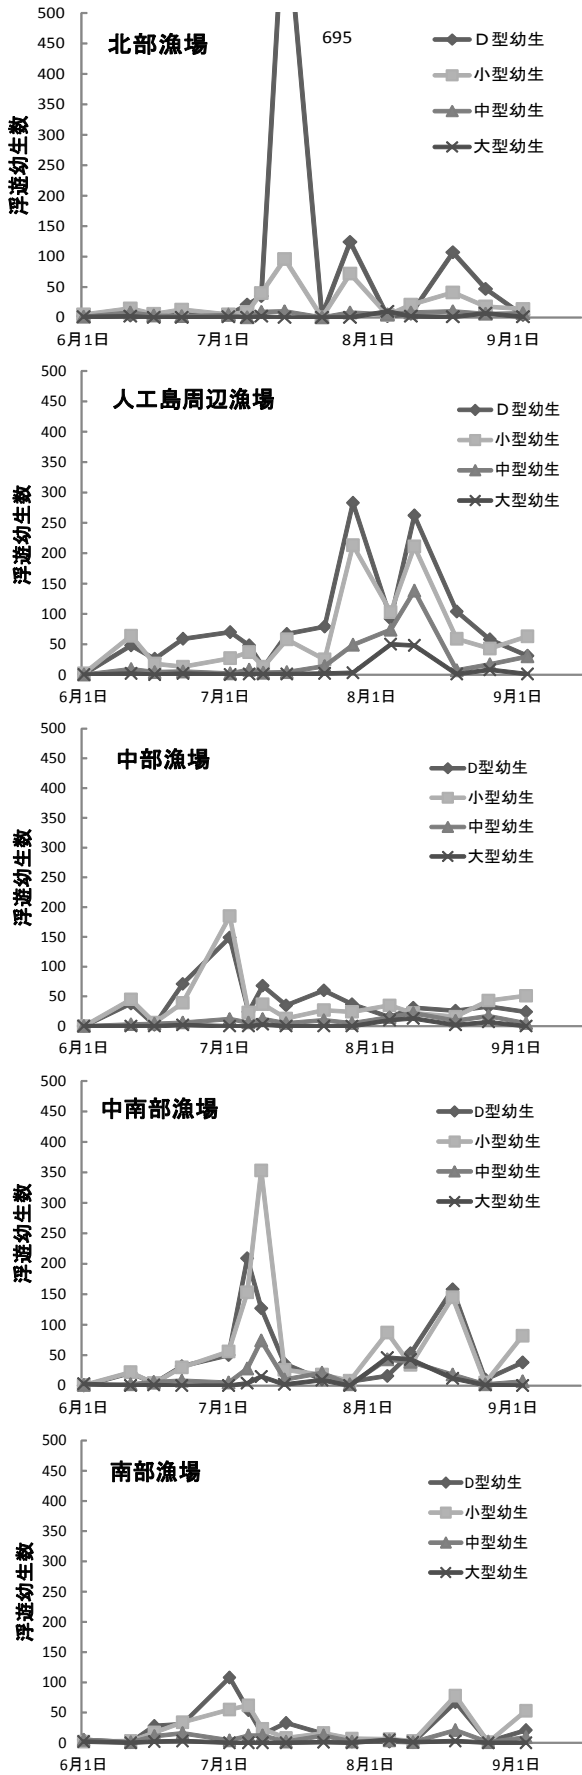 北部漁場
695
D型幼生
小型幼生
中型幼生
大型幼生
浮遊幼生数
500
450
400
350
300
250
200
150
100
50
0
6月1日 7月1日 8月1日 9月1日
人工島周辺漁場
D型幼生
小型幼生
中型幼生
大型幼生
浮遊幼生数
500
450
400
350
300
250
200
150
100
50
0
6月1日 7月1日 8月1日 9月1日
中部漁場
D型幼生
小型幼生
中型幼生
大型幼生
浮遊幼生数
500
450
400
350
300
250
200
150
100
50
0
6月1日 7月1日 8月1日 9月1日
中南部漁場
D型幼生
小型幼生
中型幼生
大型幼生
浮遊幼生数
500
450
400
350
300
250
200
150
100
50
0
6月1日 7月1日 8月1日 9月1日
南部漁場
D型幼生
小型幼生
中型幼生
大型幼生
浮遊幼生数
500
450
400
350
300
250
200
150
100
50
0
6月1日 7月1日 8月1日 9月1日